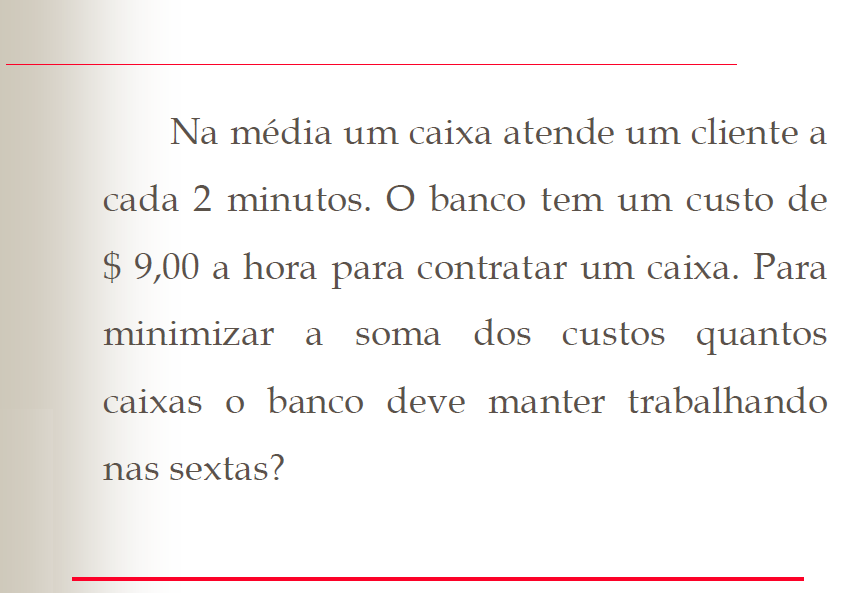 Na média um caixa atende um cliente a
cada 2 minutos. O banco tem um custo de
$ 9,00 a hora para contratar um caixa. Para
minimizar a soma dos custos quantos
caixas o banco deve manter trabalhando
nas sextas?